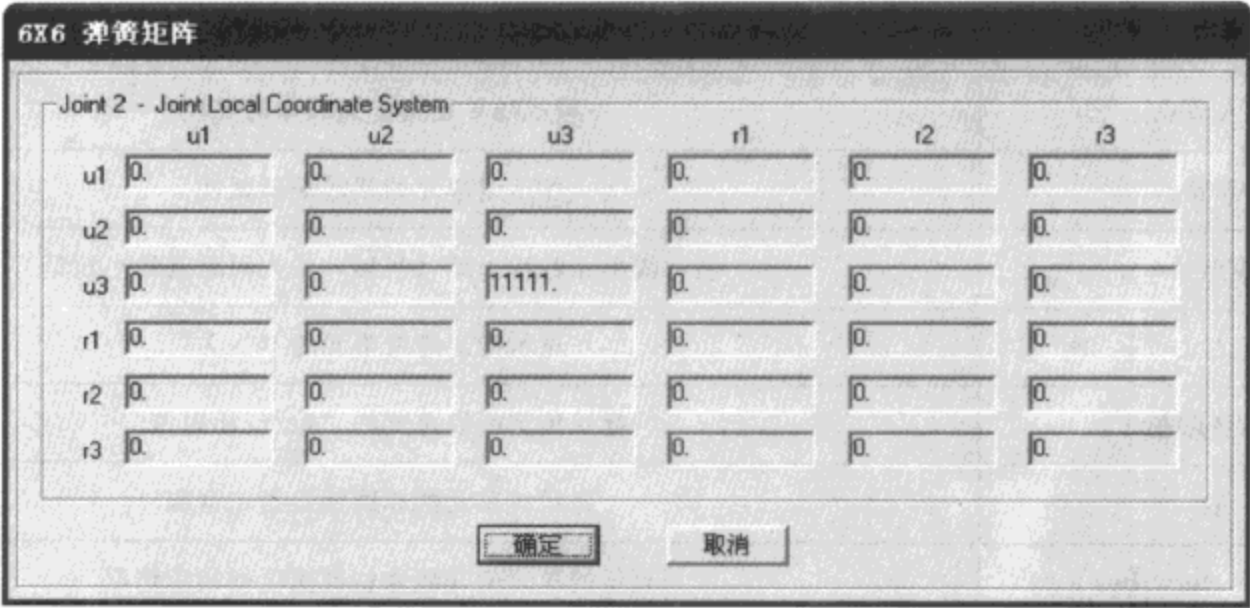 6X6 弹簧矩阵
Joint 2 - Joint Local Coordinate System
u1 u2 u3 r1 r2 r3
u1 0. 0. 0. 0. 0. 0.
u2 0. 0. 0. 0. 0. 0.
u3 0. 0. 11111. 0. 0. 0.
r1 0. 0. 0. 0. 0. 0.
r2 0. 0. 0. 0. 0. 0.
r3 0. 0. 0. 0. 0. 0.
确定 取消